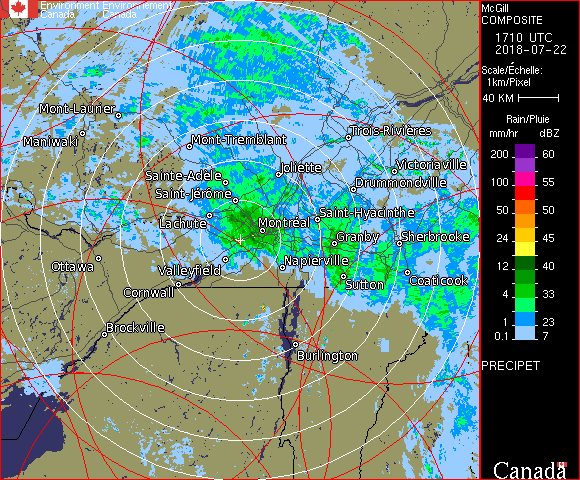 Environment Environnement
Canada Canada
McGill
COMPOSITE
1710 UTC
2018-07-22
Scale/Échelle:
1km/Pixel
40 KM
Rain/Pluie
mm/hr dBZ
200 60
100 55
50 50
24 45
12 40
4 33
1 23
0.1 7
PRECIPET
Canada
Mont-Laurier
Maniwaki
Mont-Tremblant
Trois-Rivières
Joliette
Victoriaville
Sainte-Adèle
Drummondville
Saint-Jérôme
Lachute
Saint-Hyacinthe
Montréal
Granby
Sherbrooke
Ottawa
Valleyfield
Napierville
Cornwall
Sutton
Coaticook
Brockville
Burlington